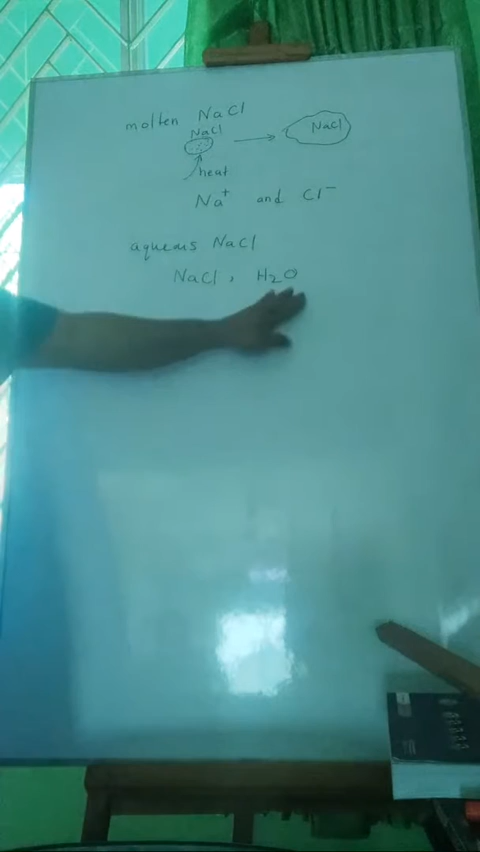 molten NaCl
NaCl
NaCl
heat
Na⁺ and Cl⁻
aqueous NaCl
NaCl, H₂O